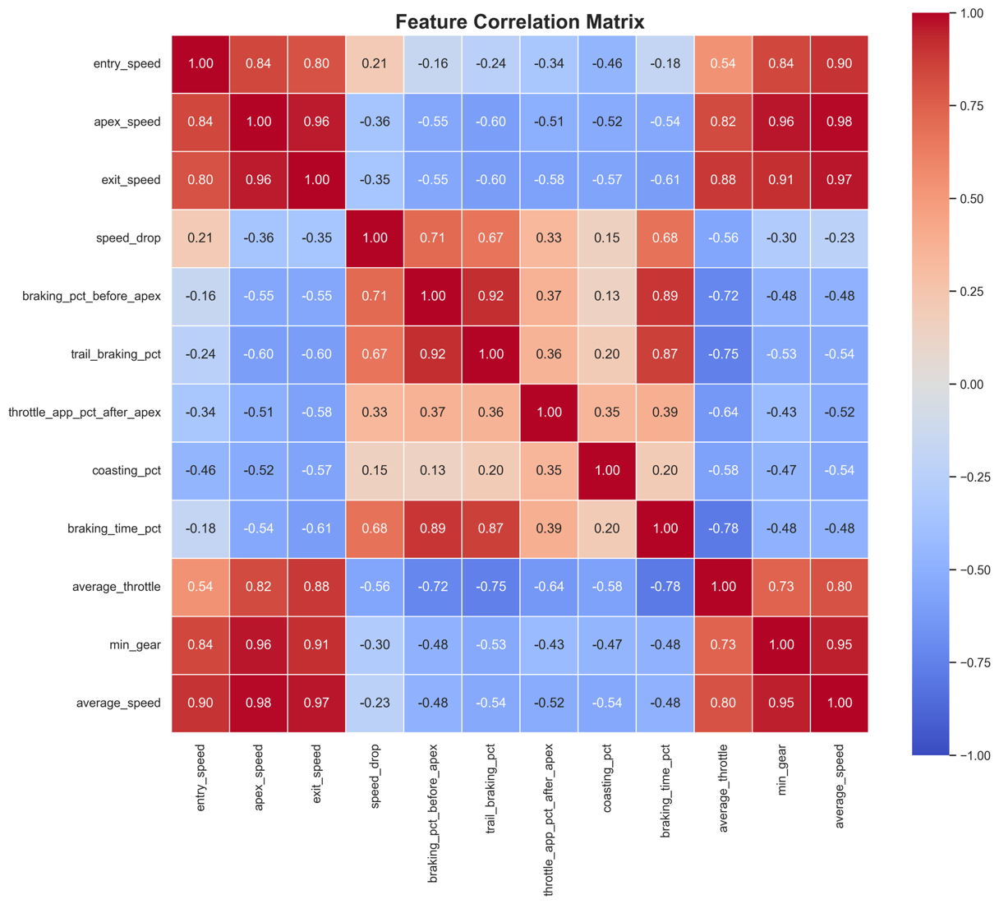 Feature Correlation Matrix
entry_speed 1.00 0.84 0.80 0.21 -0.16 -0.24 -0.34 -0.46 -0.18 0.54 0.84 0.90
apex_speed 0.84 1.00 0.96 -0.36 -0.55 -0.60 -0.51 -0.52 -0.54 0.82 0.96 0.98
exit_speed 0.80 0.96 1.00 -0.35 -0.55 -0.60 -0.58 -0.57 -0.61 0.88 0.91 0.97
speed_drop 0.21 -0.36 -0.35 1.00 0.71 0.67 0.33 0.15 0.68 -0.56 -0.30 -0.23
braking_pct_before_apex -0.16 -0.55 -0.55 0.71 1.00 0.92 0.37 0.13 0.89 -0.72 -0.48 -0.48
trail_braking_pct -0.24 -0.60 -0.60 0.67 0.92 1.00 0.36 0.20 0.87 -0.75 -0.53 -0.54
throttle_app_pct_after_apex -0.34 -0.51 -0.58 0.33 0.37 0.36 1.00 0.35 0.39 -0.64 -0.43 -0.52
coasting_pct -0.46 -0.52 -0.57 0.15 0.13 0.20 0.35 1.00 0.20 -0.58 -0.47 -0.54
braking_time_pct -0.18 -0.54 -0.61 0.68 0.89 0.87 0.39 0.20 1.00 -0.78 -0.48 -0.48
average_throttle 0.54 0.82 0.88 -0.56 -0.72 -0.75 -0.64 -0.58 -0.78 1.00 0.73 0.80
min_gear 0.84 0.96 0.91 -0.30 -0.48 -0.53 -0.43 -0.47 -0.48 0.73 1.00 0.95
average_speed 0.90 0.98 0.97 -0.23 -0.48 -0.54 -0.52 -0.54 -0.48 0.80 0.95 1.00
entry_speed
apex_speed
exit_speed
speed_drop
braking_pct_before_apex
trail_braking_pct
throttle_app_pct_after_apex
coasting_pct
braking_time_pct
average_throttle
min_gear
average_speed
1.00
0.75
0.50
0.25
0.00
−0.25
−0.50
−0.75
−1.00